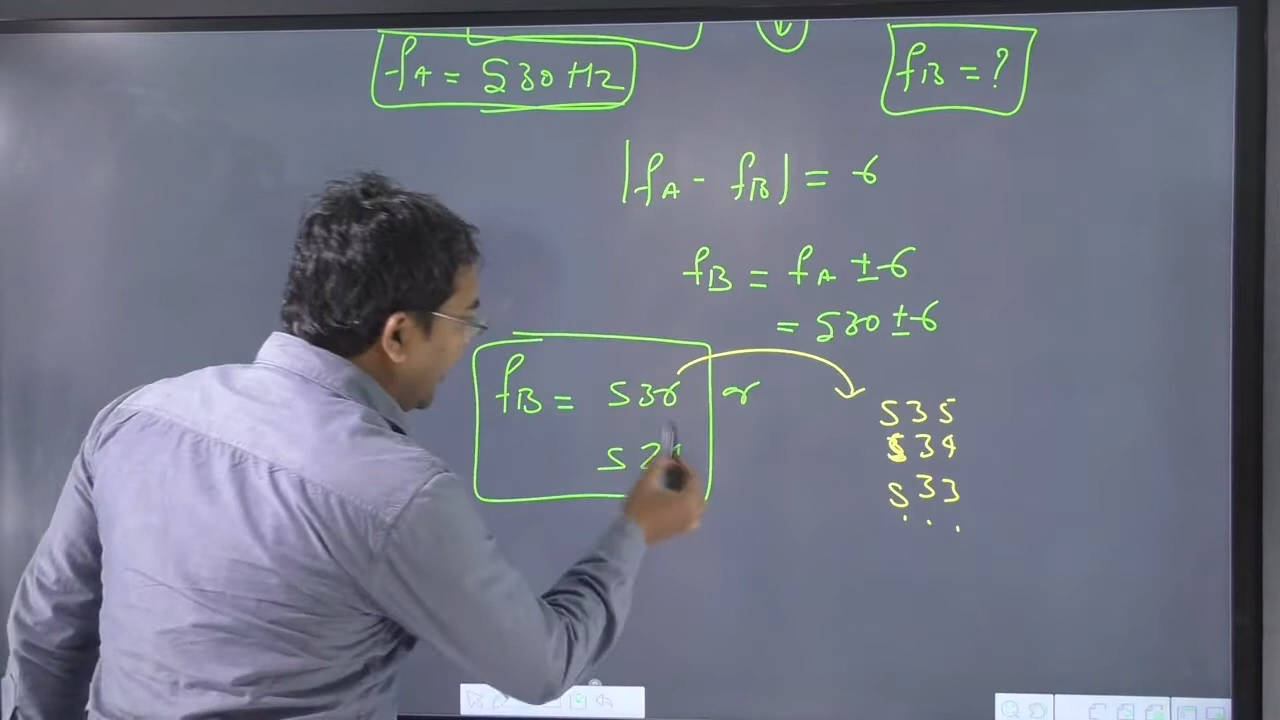 fA = 530 Hz
fB = ?
|fA - fB| = 6
fB = fA ± 6
= 530 ± 6
fB = 536 or
535
534
533
...